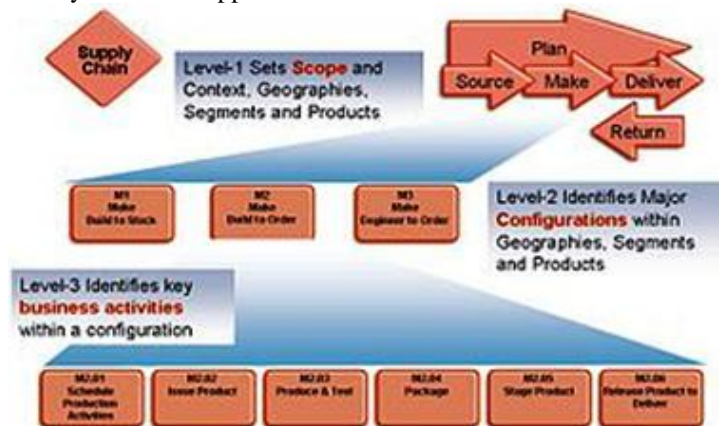 Supply
Chain
Level-1 Sets Scope and
Context, Geographies,
Segments and Products
Plan
Source
Make
Deliver
Return
M1
Make
Build to Stock
M2
Make
Build to Order
M3
Make
Engineer to Order
Level-2 Identifies Major
Configurations within
Geographies, Segments
and Products
Level-3 Identifies key
business activities
within a configuration
M2.01
Schedule
Production
Activities
M2.02
Issue Product
M2.03
Produce & Test
M2.04
Package
M2.05
Stage Product
M2.06
Release Product to
Deliver